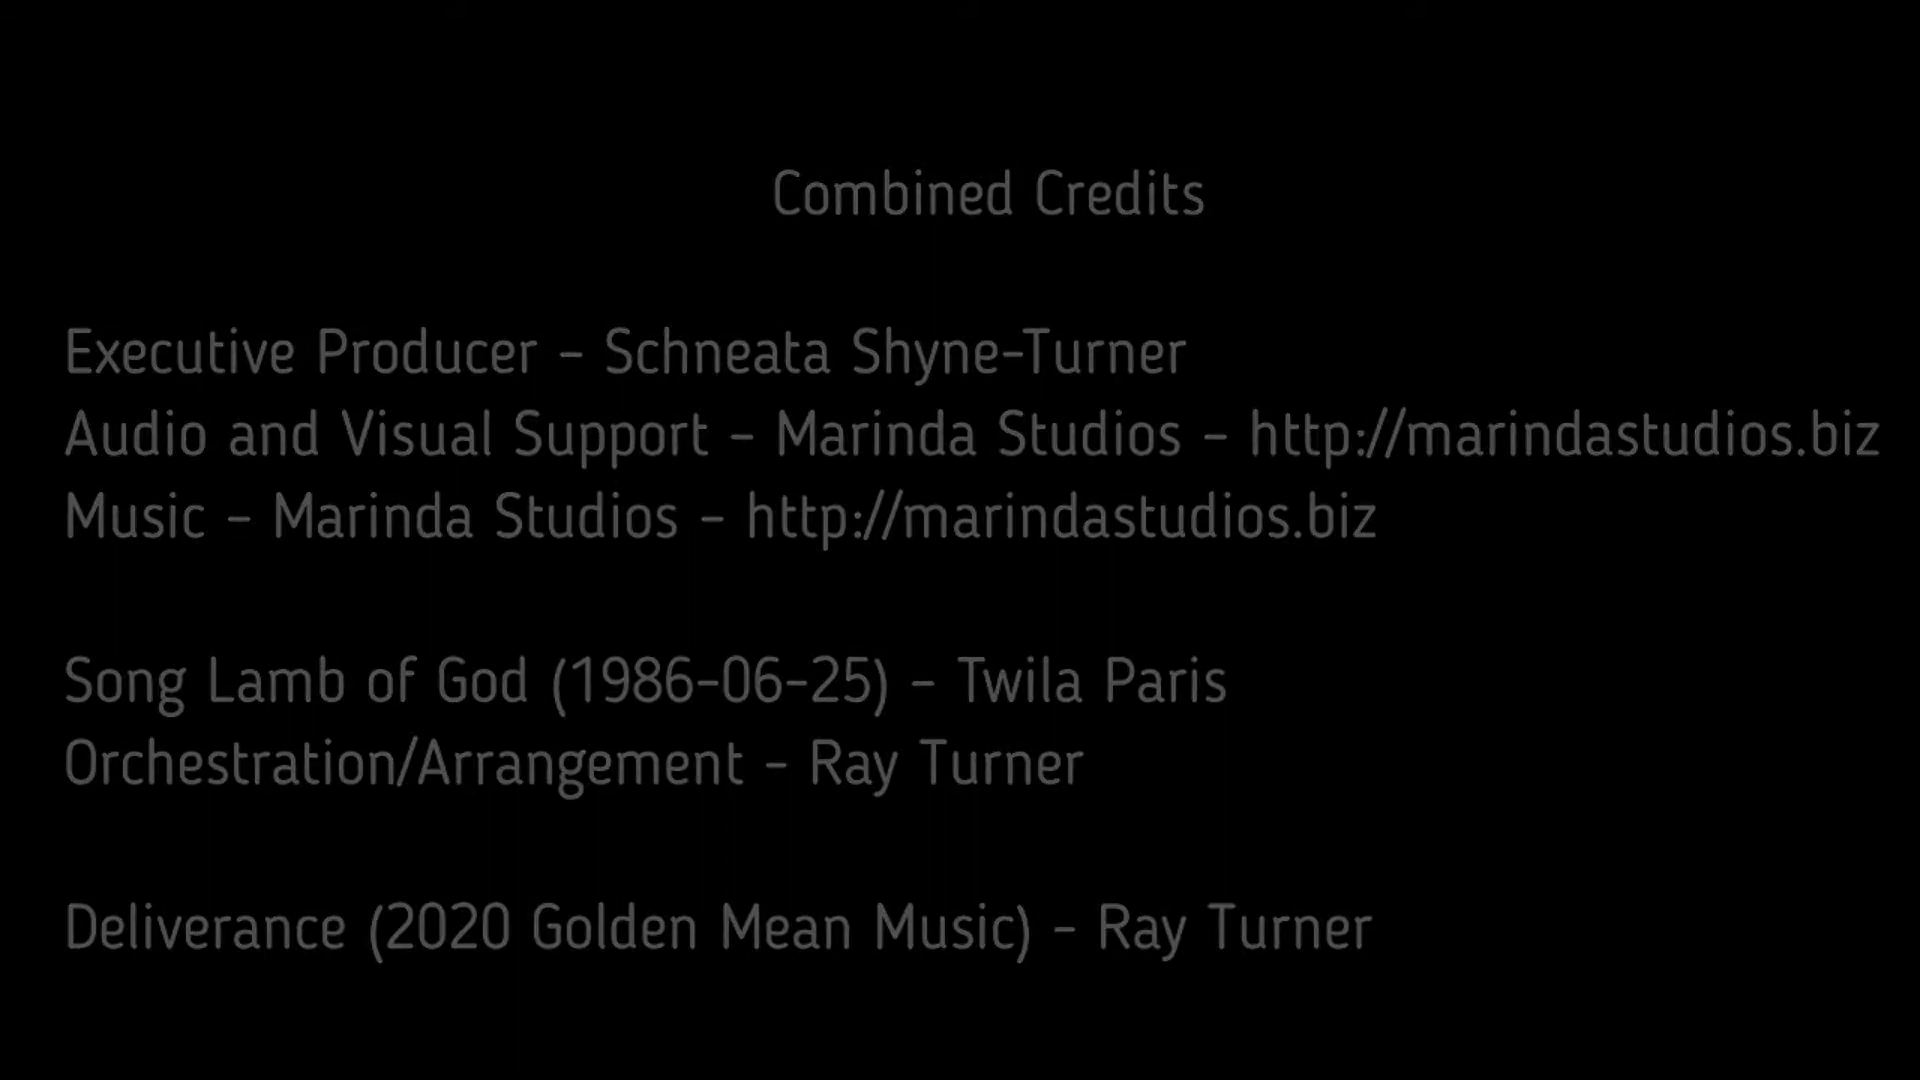 Combined Credits
Executive Producer - Schneata Shyne-Turner
Audio and Visual Support - Marinda Studios - http://marindastudios.biz
Music - Marinda Studios - http://marindastudios.biz
Song Lamb of God (1986-06-25) - Twila Paris
Orchestration/Arrangement - Ray Turner
Deliverance (2020 Golden Mean Music) - Ray Turner